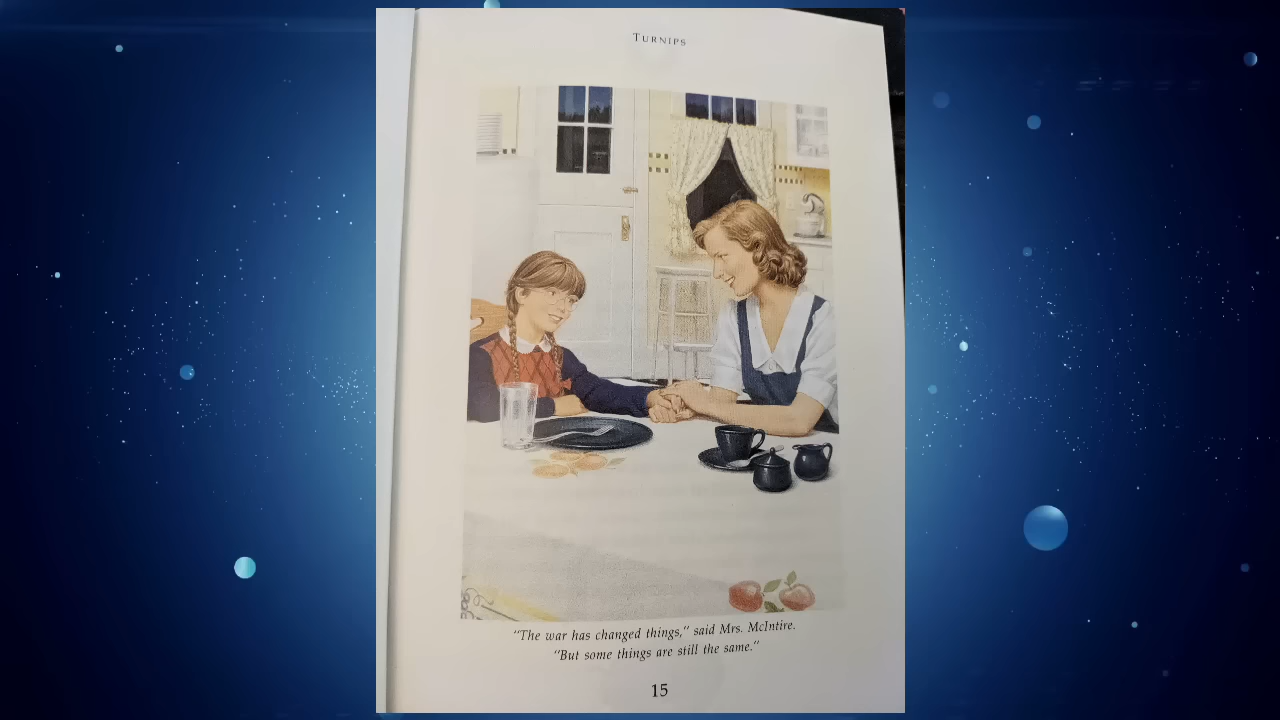 TURNIPS
“The war has changed things,” said Mrs. McIntire.
“But some things are still the same.”
15